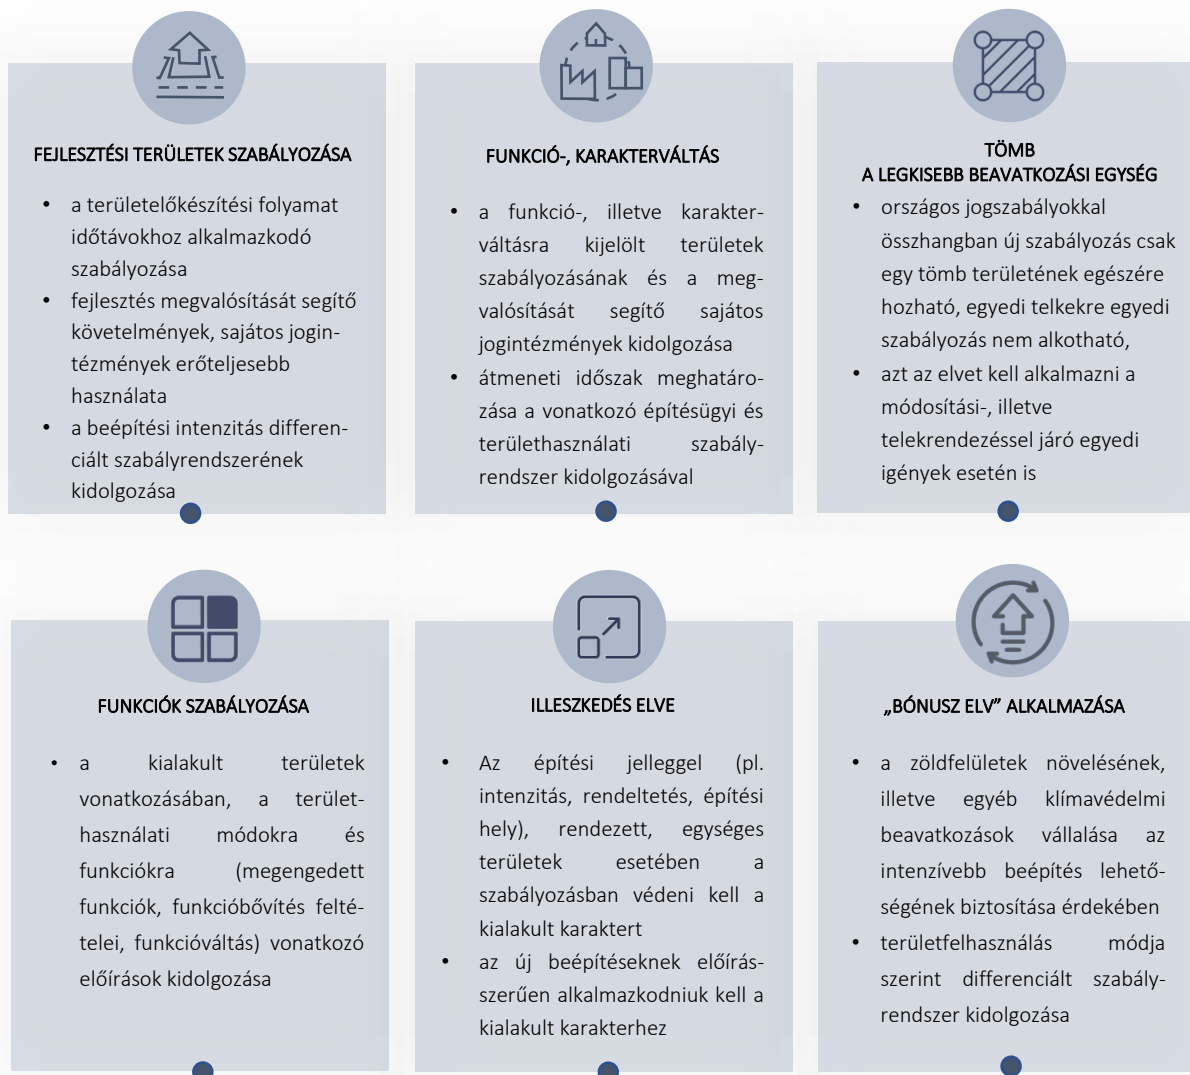 FEJLESZTÉSI TERÜLETEK SZABÁLYOZÁSA
• a területelőkészítési folyamat
időtávokhoz alkalmazkodó
szabályozása
• fejlesztés megvalósítását segítő
követelmények, sajátos jogin-
tézmények erőteljesebb
használata
• a beépítési intenzitás differen-
ciált szabályrendszerének
kidolgozása
FUNKCIÓ-, KARAKTERVÁLTÁS
• a funkció-, illetve karakter-
váltásra kijelölt területek
szabályozásának és a meg-
valósítását segítő sajátos
jogintézmények kidolgozása
• átmeneti időszak meghatáro-
zása a vonatkozó építésügyi és
területhasználati szabály-
rendszer kidolgozásával
TÖMB
A LEGKISEBB BEAVATKOZÁSI EGYSÉG
• országos jogszabályokkal
összhangban új szabályozás csak
egy tömb területének egészére
hozható, egyedi telkekre egyedi
szabályozás nem alkotható,
• azt az elvet kell alkalmazni a
módosítási-, illetve
telekrendezéssel járó egyedi
igények esetén is
FUNKCIÓK SZABÁLYOZÁSA
• a kialakult területek
vonatkozásában, a terület-
használati módokra és
funkciókra (megengedett
funkciók, funkcióbővítés felté-
telei, funkcióváltás) vonatkozó
előírások kidolgozása
ILLESZKEDÉS ELVE
• Az építési jelleggel (pl.
intenzitás, rendeltetés, építési
hely), rendezett, egységes
területek esetében a
szabályozásban védeni kell a
kialakult karaktert
• az új beépítéseknek előírás-
szerűen alkalmazkodniuk kell a
kialakult karakterhez
„BÓNUSZ ELV” ALKALMAZÁSA
• a zöldfelületek növelésének,
illetve egyéb klímavédelmi
beavatkozások vállalása az
intenzívebb beépítés lehető-
ségének biztosítása érdekében
• területfelhasználás módja
szerint differenciált szabály-
rendszer kidolgozása